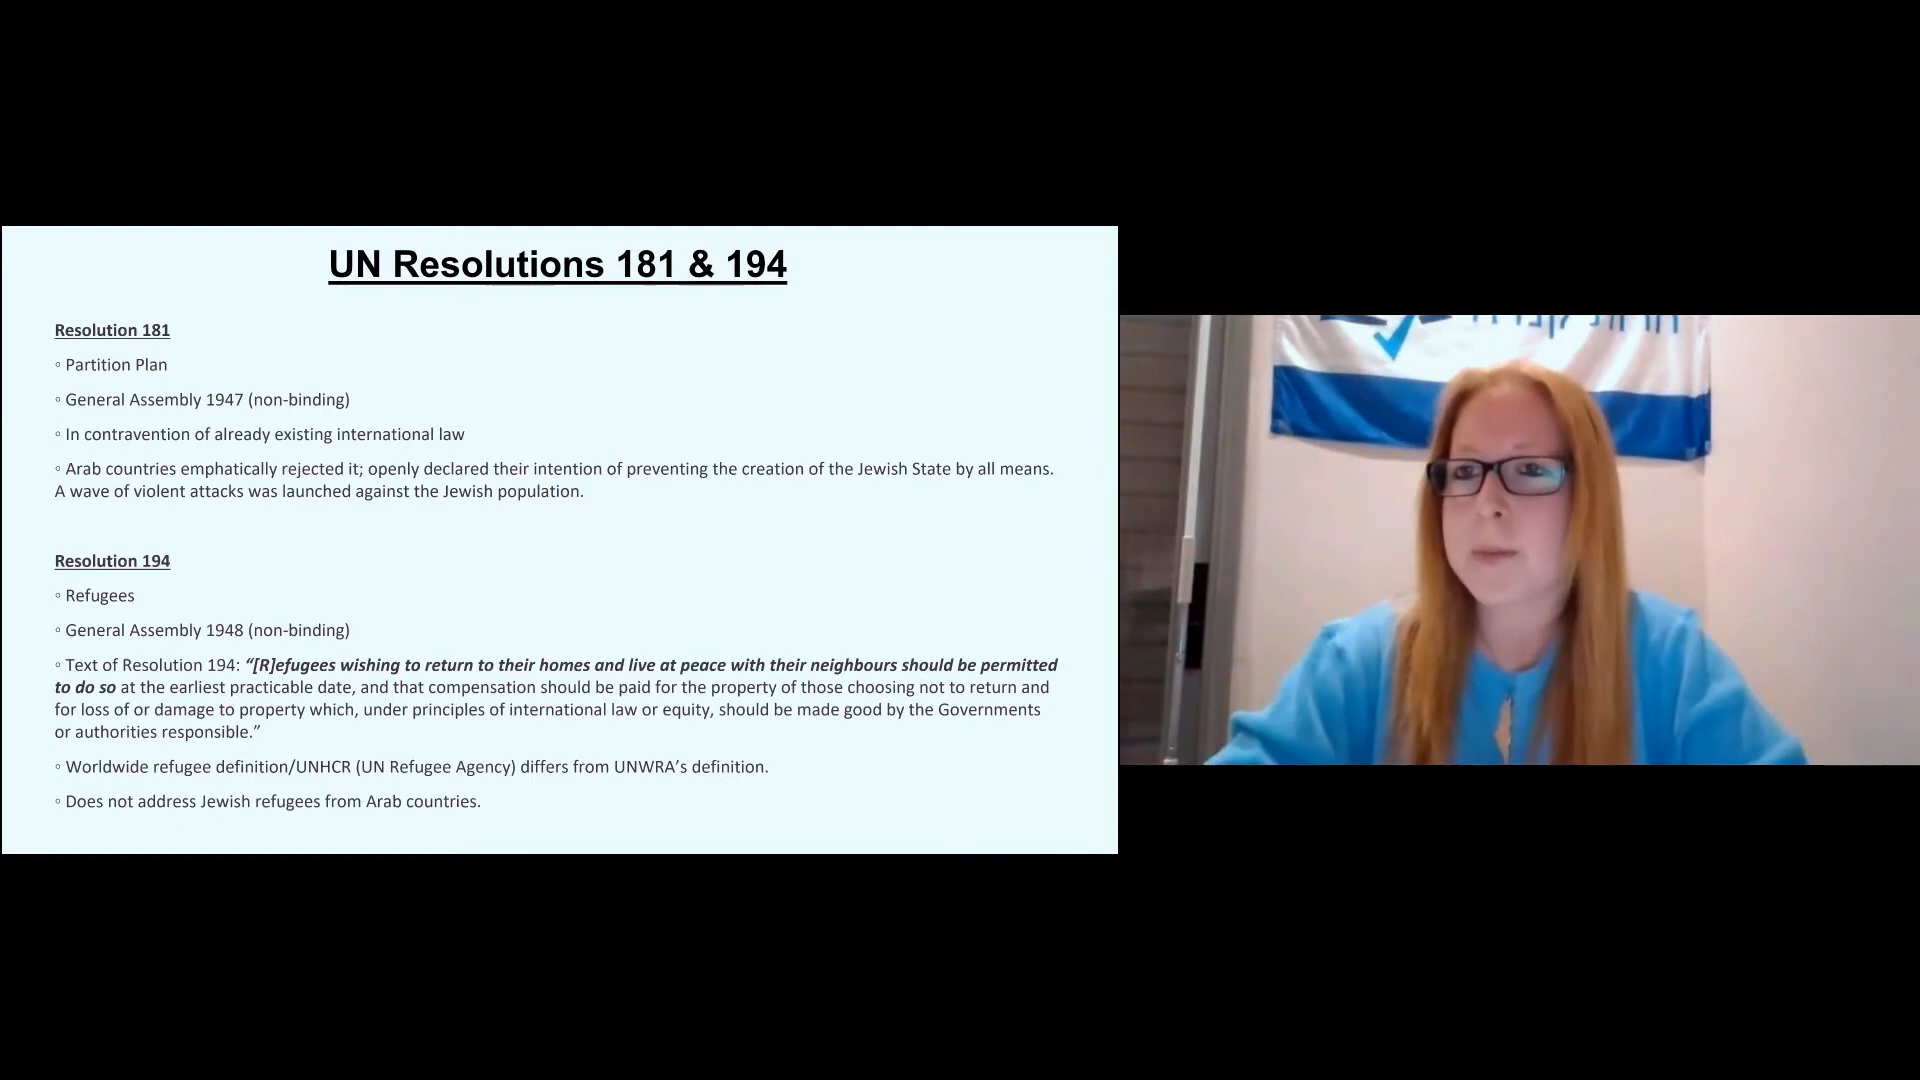 UN Resolutions 181 & 194
Resolution 181
◦ Partition Plan
◦ General Assembly 1947 (non-binding)
◦ In contravention of already existing international law
◦ Arab countries emphatically rejected it; openly declared their intention of preventing the creation of the Jewish State by all means.
A wave of violent attacks was launched against the Jewish population.
Resolution 194
◦ Refugees
◦ General Assembly 1948 (non-binding)
◦ Text of Resolution 194: “[R]efugees wishing to return to their homes and live at peace with their neighbours should be permitted
to do so at the earliest practicable date, and that compensation should be paid for the property of those choosing not to return and
for loss of or damage to property which, under principles of international law or equity, should be made good by the Governments
or authorities responsible.”
◦ Worldwide refugee definition/UNHCR (UN Refugee Agency) differs from UNWRA’s definition.
◦ Does not address Jewish refugees from Arab countries.